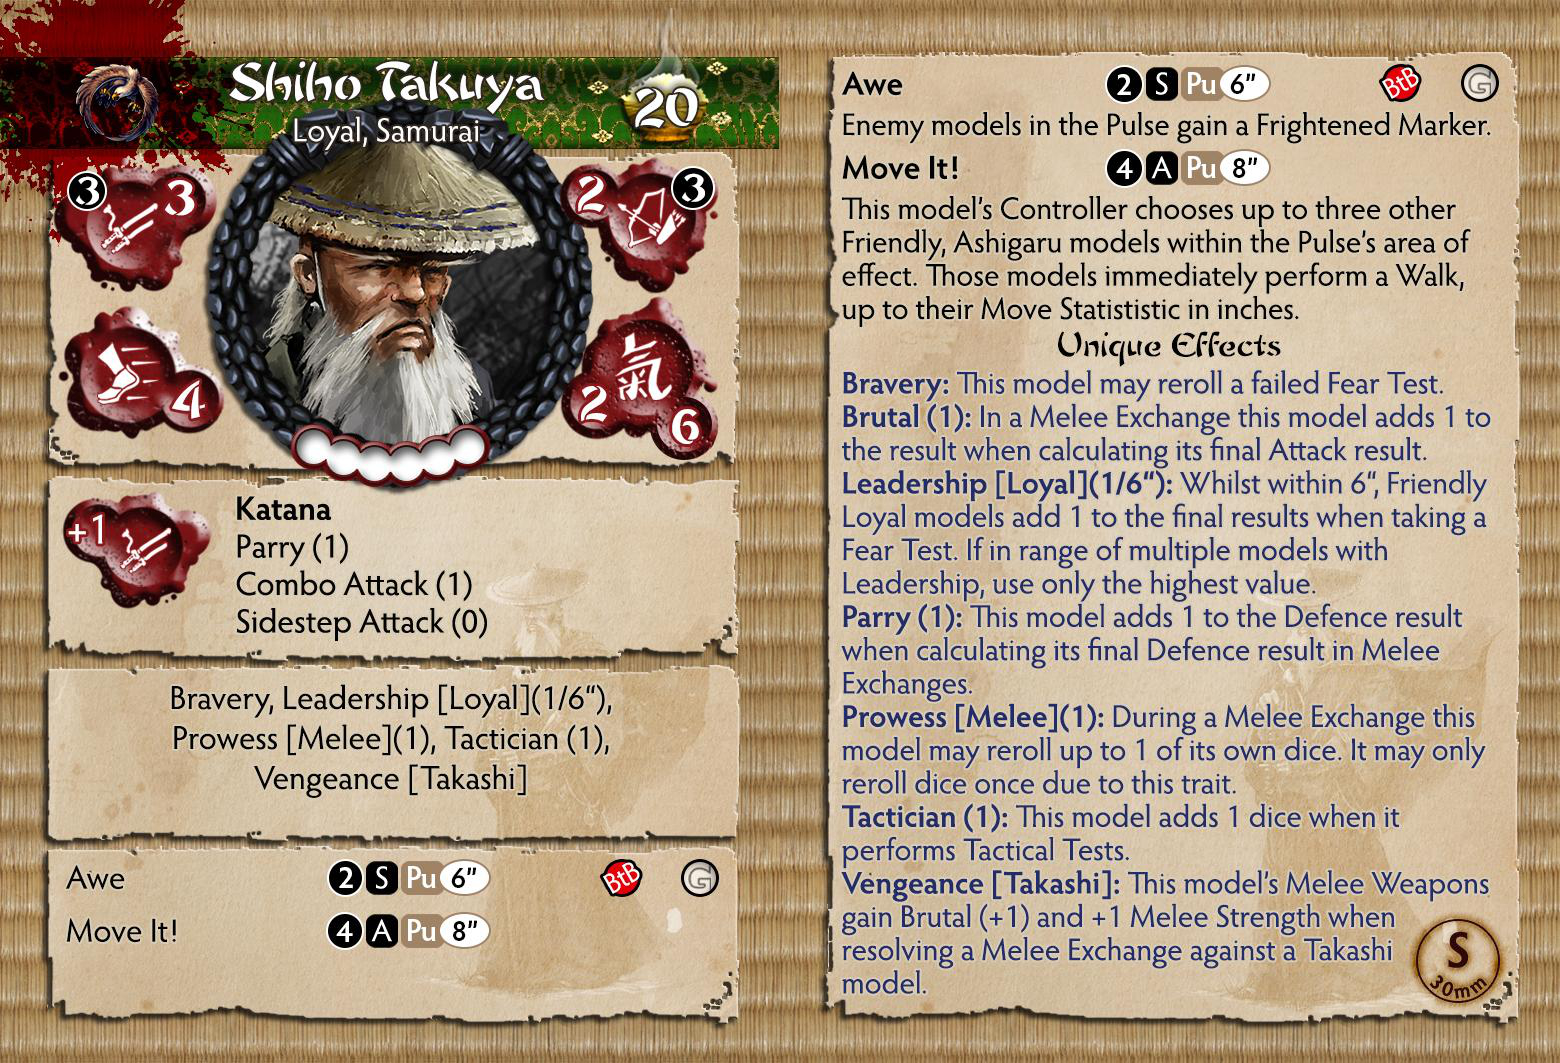 Shiho Takuya
20
Loyal, Samurai
3 3
2 3
4
氣
2 6
+1
Katana
Parry (1)
Combo Attack (1)
Sidestep Attack (0)
Bravery, Leadership [Loyal](1/6“),
Prowess [Melee](1), Tactician (1),
Vengeance [Takashi]
Awe 2 S Pu 6” BtB G
Move It! 4 A Pu 8”
Awe 2 S Pu 6” BtB G
Enemy models in the Pulse gain a Frightened Marker.
Move It! 4 A Pu 8”
This model's Controller chooses up to three other
Friendly, Ashigaru models within the Pulse's area of
effect. Those models immediately perform a Walk,
up to their Move Statististic in inches.
Unique Effects
Bravery: This model may reroll a failed Fear Test.
Brutal (1): In a Melee Exchange this model adds 1 to
the result when calculating its final Attack result.
Leadership [Loyal](1/6“): Whilst within 6“, Friendly
Loyal models add 1 to the final results when taking a
Fear Test. If in range of multiple models with
Leadership, use only the highest value.
Parry (1): This model adds 1 to the Defence result
when calculating its final Defence result in Melee
Exchanges.
Prowess [Melee](1): During a Melee Exchange this
model may reroll up to 1 of its own dice. It may only
reroll dice once due to this trait.
Tactician (1): This model adds 1 dice when it
performs Tactical Tests.
Vengeance [Takashi]: This model's Melee Weapons
gain Brutal (+1) and +1 Melee Strength when
resolving a Melee Exchange against a Takashi
model.
S
30mm